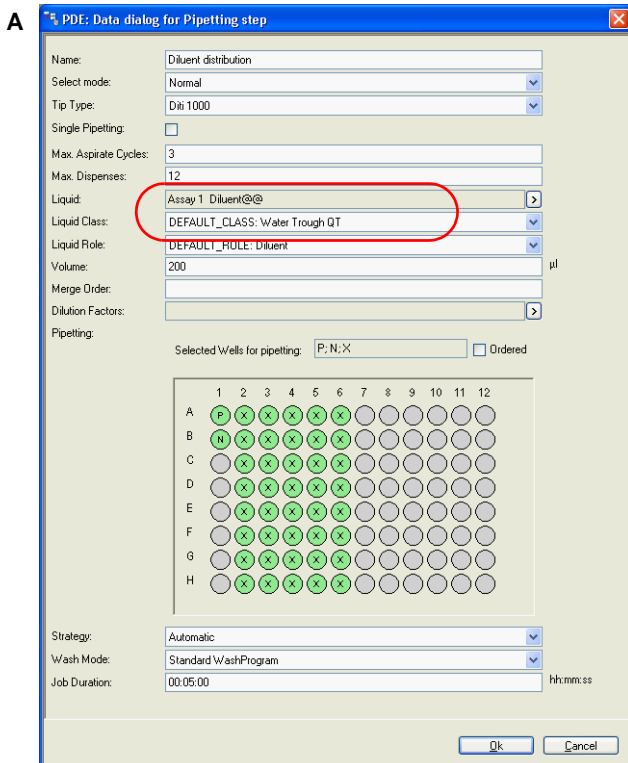 A
PDE: Data dialog for Pipetting step
Name: Diluent distribution
Select mode: Normal
Tip Type: Diti 1000
Single Pipetting:
Max. Aspirate Cycles: 3
Max. Dispenses: 12
Liquid: Assay 1 Diluent@@ >
Liquid Class: DEFAULT_CLASS: Water Trough QT
Liquid Role: DEFAULT_ROLE: Diluent
Volume: 200 µl
Merge Order:
Dilution Factors: >
Pipetting:
Selected Wells for pipetting: P; N; X Ordered
1 2 3 4 5 6 7 8 9 10 11 12
A P X X X X X
B N X X X X X
C X X X X X
D X X X X X
E X X X X X
F X X X X X
G X X X X X
H X X X X X
Strategy: Automatic
Wash Mode: Standard WashProgram
Job Duration: 00:05:00 hh:mm:ss
Ok Cancel